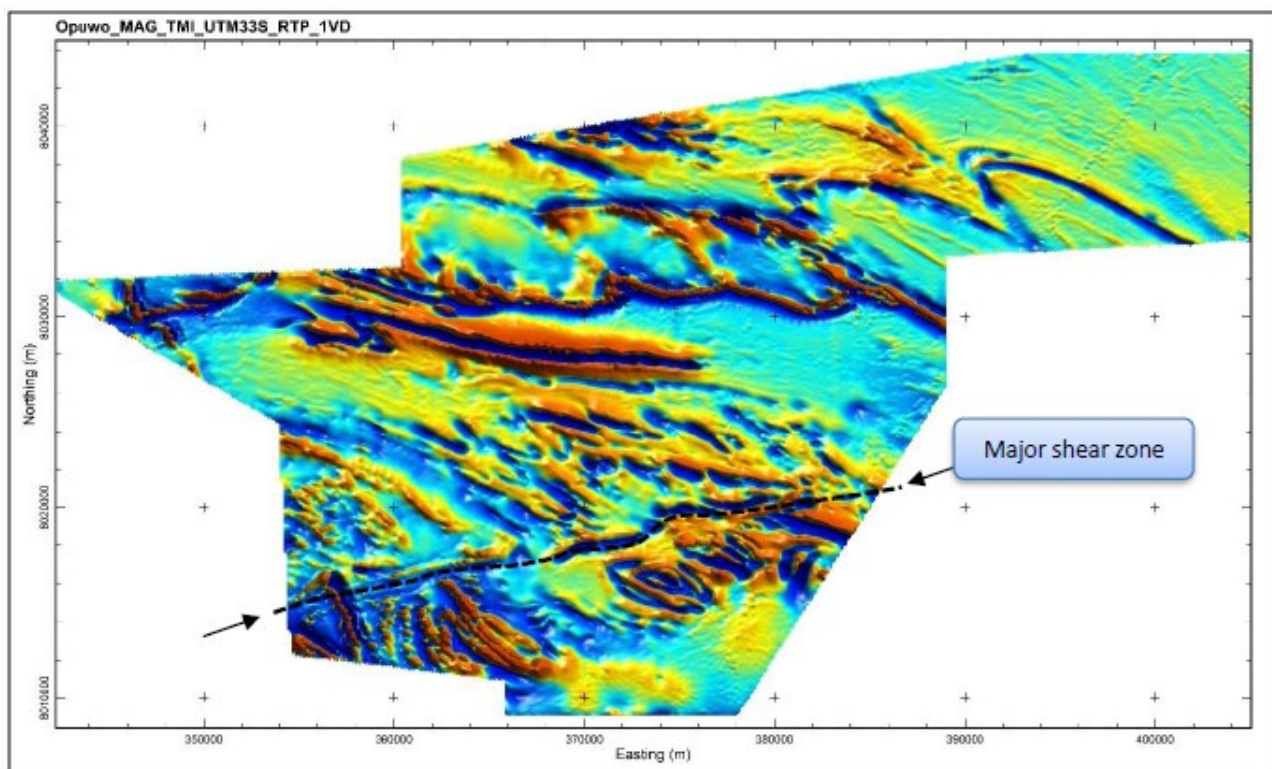 Opuwo_MAG_TMI_UTM33S_RTP_1VD
8040000
8030000
8020000
8010000
Northing (m)
Major shear zone
350000
360000
370000
380000
390000
400000
Easting (m)